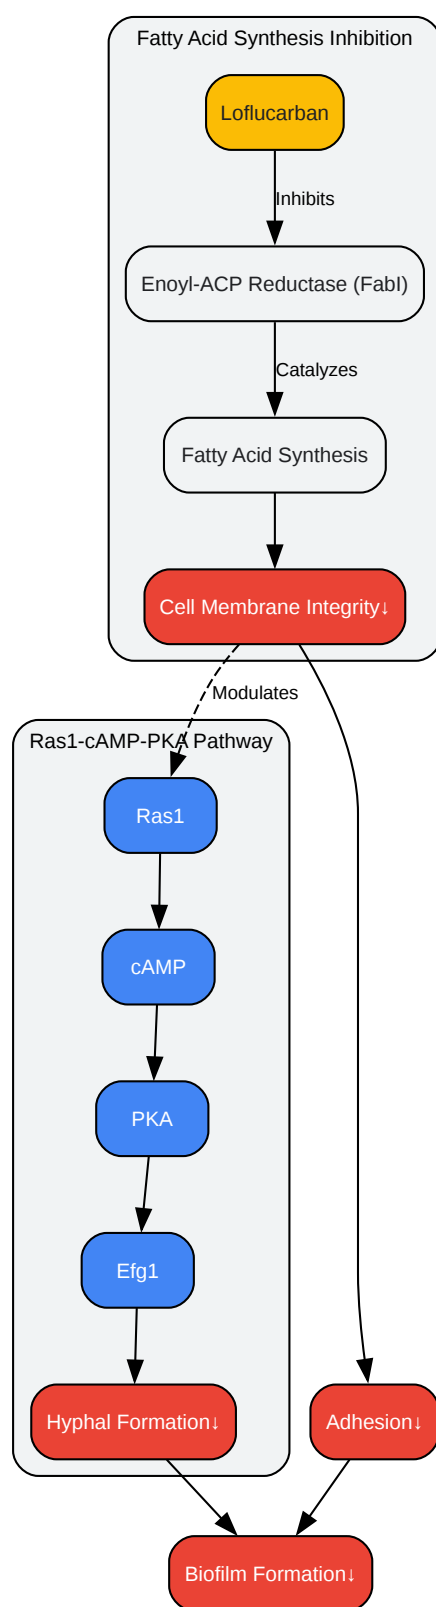 Fatty Acid Synthesis Inhibition
Loflucarban
Inhibits
Enoyl-ACP Reductase (FabI)
Catalyzes
Fatty Acid Synthesis
Cell Membrane Integrity↓
Modulates
Ras1-cAMP-PKA Pathway
Ras1
cAMP
PKA
Efg1
Hyphal Formation↓
Adhesion↓
Biofilm Formation↓